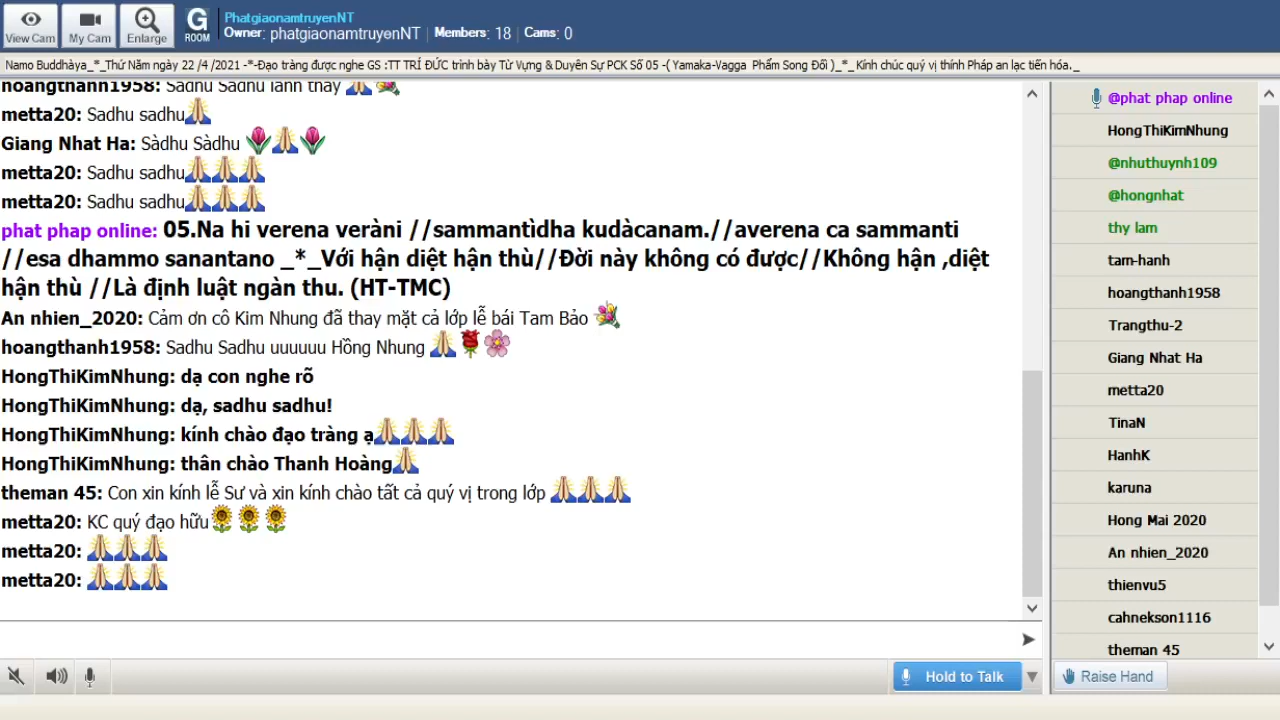 View Cam
My Cam
Enlarge
G
ROOM
PhatgiaonamtruyenNT
Owner: phatgiaonamtruyenNT | Members: 18 | Cams: 0
Namo Buddhàya_*_Thứ Năm ngày 22 /4 /2021 -*-Đạo tràng được nghe GS :TT TRÍ ĐỨC trình bày Từ Vựng & Duyên Sự PCK Số 05 -( Yamaka-Vagga Phẩm Song Đối )_*_ Kính chúc quý vị thính Pháp an lạc tiến hóa._
hoangthanh1958: Sadhu Sadhu lành thay
metta20: Sadhu sadhu
Giang Nhat Ha: Sàdhu Sàdhu
metta20: Sadhu sadhu
metta20: Sadhu sadhu
phat phap online: 05.Na hi verena veràni //sammantìdha kudàcanam.//averena ca sammanti
//esa dhammo sanantano _*_Với hận diệt hận thù//Đời này không có được//Không hận ,diệt
hận thù //Là định luật ngàn thu. (HT-TMC)
An nhien_2020: Cảm ơn cô Kim Nhung đã thay mặt cả lớp lễ bái Tam Bảo
hoangthanh1958: Sadhu Sadhu uuuuuu Hồng Nhung
HongThiKimNhung: dạ con nghe rõ
HongThiKimNhung: dạ, sadhu sadhu!
HongThiKimNhung: kính chào đạo tràng ạ
HongThiKimNhung: thân chào Thanh Hoàng
theman 45: Con xin kính lễ Sư và xin kính chào tất cả quý vị trong lớp
metta20: KC quý đạo hữu
metta20:
metta20:
@phat phap online
HongThiKimNhung
@nhuthuynh109
@hongnhat
thy lam
tam-hanh
hoangthanh1958
Trangthu-2
Giang Nhat Ha
metta20
TinaN
HanhK
karuna
Hong Mai 2020
An nhien_2020
thienvu5
cahnekson1116
theman 45
Hold to Talk
Raise Hand